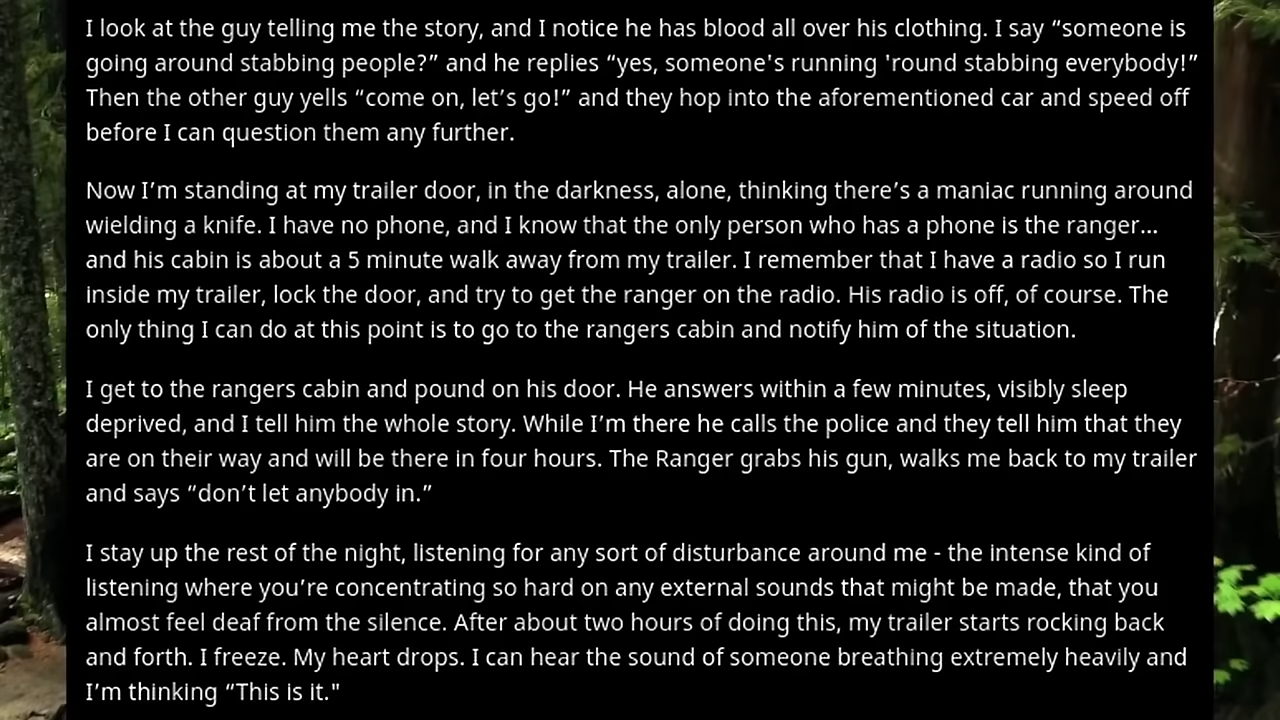 I look at the guy telling me the story, and I notice he has blood all over his clothing. I say “someone is
going around stabbing people?” and he replies “yes, someone's running 'round stabbing everybody!”
Then the other guy yells “come on, let’s go!” and they hop into the aforementioned car and speed off
before I can question them any further.
Now I’m standing at my trailer door, in the darkness, alone, thinking there’s a maniac running around
wielding a knife. I have no phone, and I know that the only person who has a phone is the ranger...
and his cabin is about a 5 minute walk away from my trailer. I remember that I have a radio so I run
inside my trailer, lock the door, and try to get the ranger on the radio. His radio is off, of course. The
only thing I can do at this point is to go to the rangers cabin and notify him of the situation.
I get to the rangers cabin and pound on his door. He answers within a few minutes, visibly sleep
deprived, and I tell him the whole story. While I’m there he calls the police and they tell him that they
are on their way and will be there in four hours. The Ranger grabs his gun, walks me back to my trailer
and says “don’t let anybody in.”
I stay up the rest of the night, listening for any sort of disturbance around me - the intense kind of
listening where you’re concentrating so hard on any external sounds that might be made, that you
almost feel deaf from the silence. After about two hours of doing this, my trailer starts rocking back
and forth. I freeze. My heart drops. I can hear the sound of someone breathing extremely heavily and
I’m thinking “This is it."